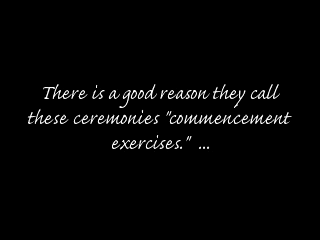 There is a good reason they call
these ceremonies "commencement
exercises." ...